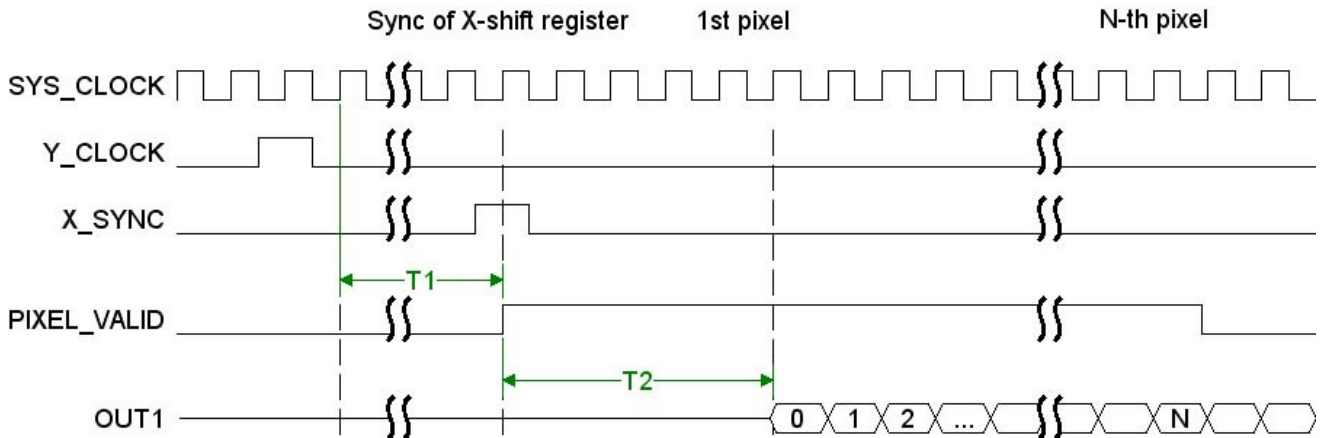 Sync of X-shift register 1st pixel N-th pixel
SYS_CLOCK
Y_CLOCK
X_SYNC
T1
PIXEL_VALID
T2
OUT1 0 1 2 ... N